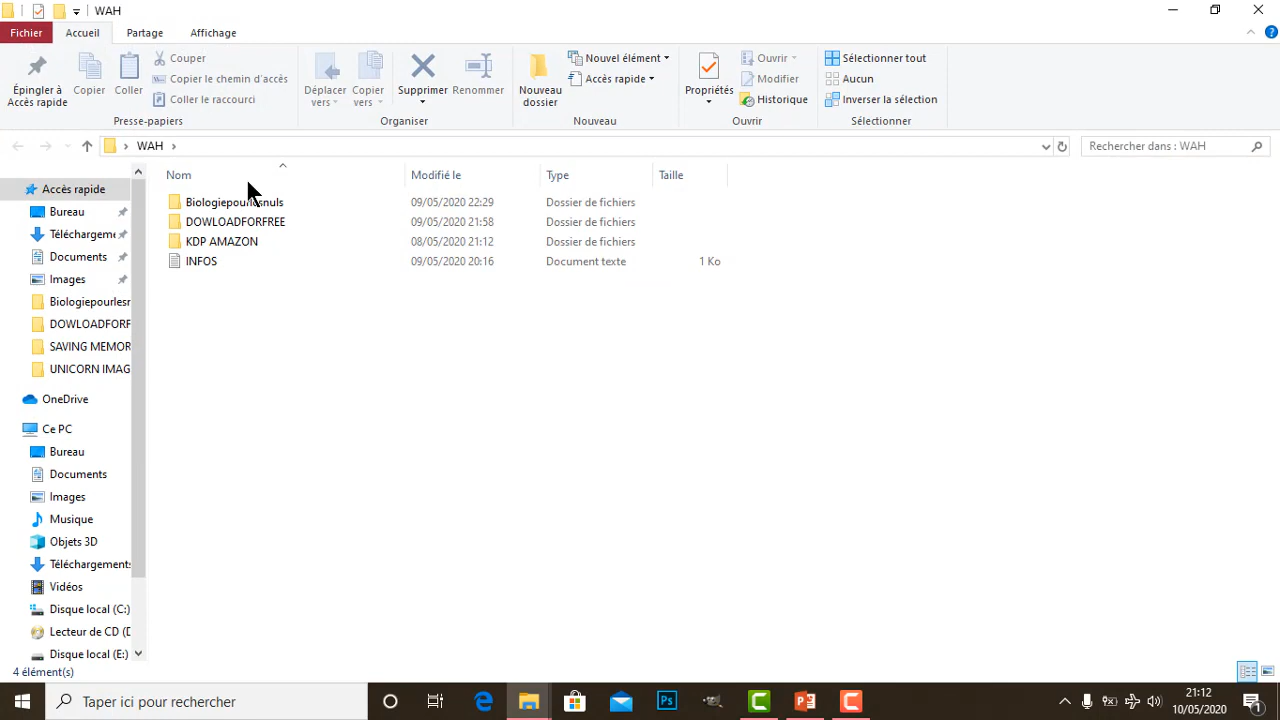 WAH
Fichier Accueil Partage Affichage
Épingler à Accès rapide
Copier
Coller
Couper
Copier le chemin d'accès
Coller le raccourci
Presse-papiers
Déplacer vers
Copier vers
Supprimer
Renommer
Organiser
Nouveau dossier
Nouvel élément
Accès rapide
Nouveau
Propriétés
Ouvrir
Modifier
Historique
Ouvrir
Sélectionner tout
Aucun
Inverser la sélection
Sélectionner
WAH
Rechercher dans : WAH
Accès rapide
Bureau
Téléchargeme
Documents
Images
Biologiepourlesr
DOWLOADFORF
SAVING MEMOR
UNICORN IMAG
OneDrive
Ce PC
Bureau
Documents
Images
Musique
Objets 3D
Téléchargements
Vidéos
Disque local (C:)
Lecteur de CD (D
Disque local (E:)
Nom Modifié le Type Taille
09/05/2020 22:29 Dossier de fichiers
DOWLOADFORFREE 09/05/2020 21:58 Dossier de fichiers
KDP AMAZON 08/05/2020 21:12 Dossier de fichiers
INFOS 09/05/2020 20:16 Document texte 1 Ko
4 élément(s)
Taper ici pour rechercher
Ps
21:12
10/05/2020
1